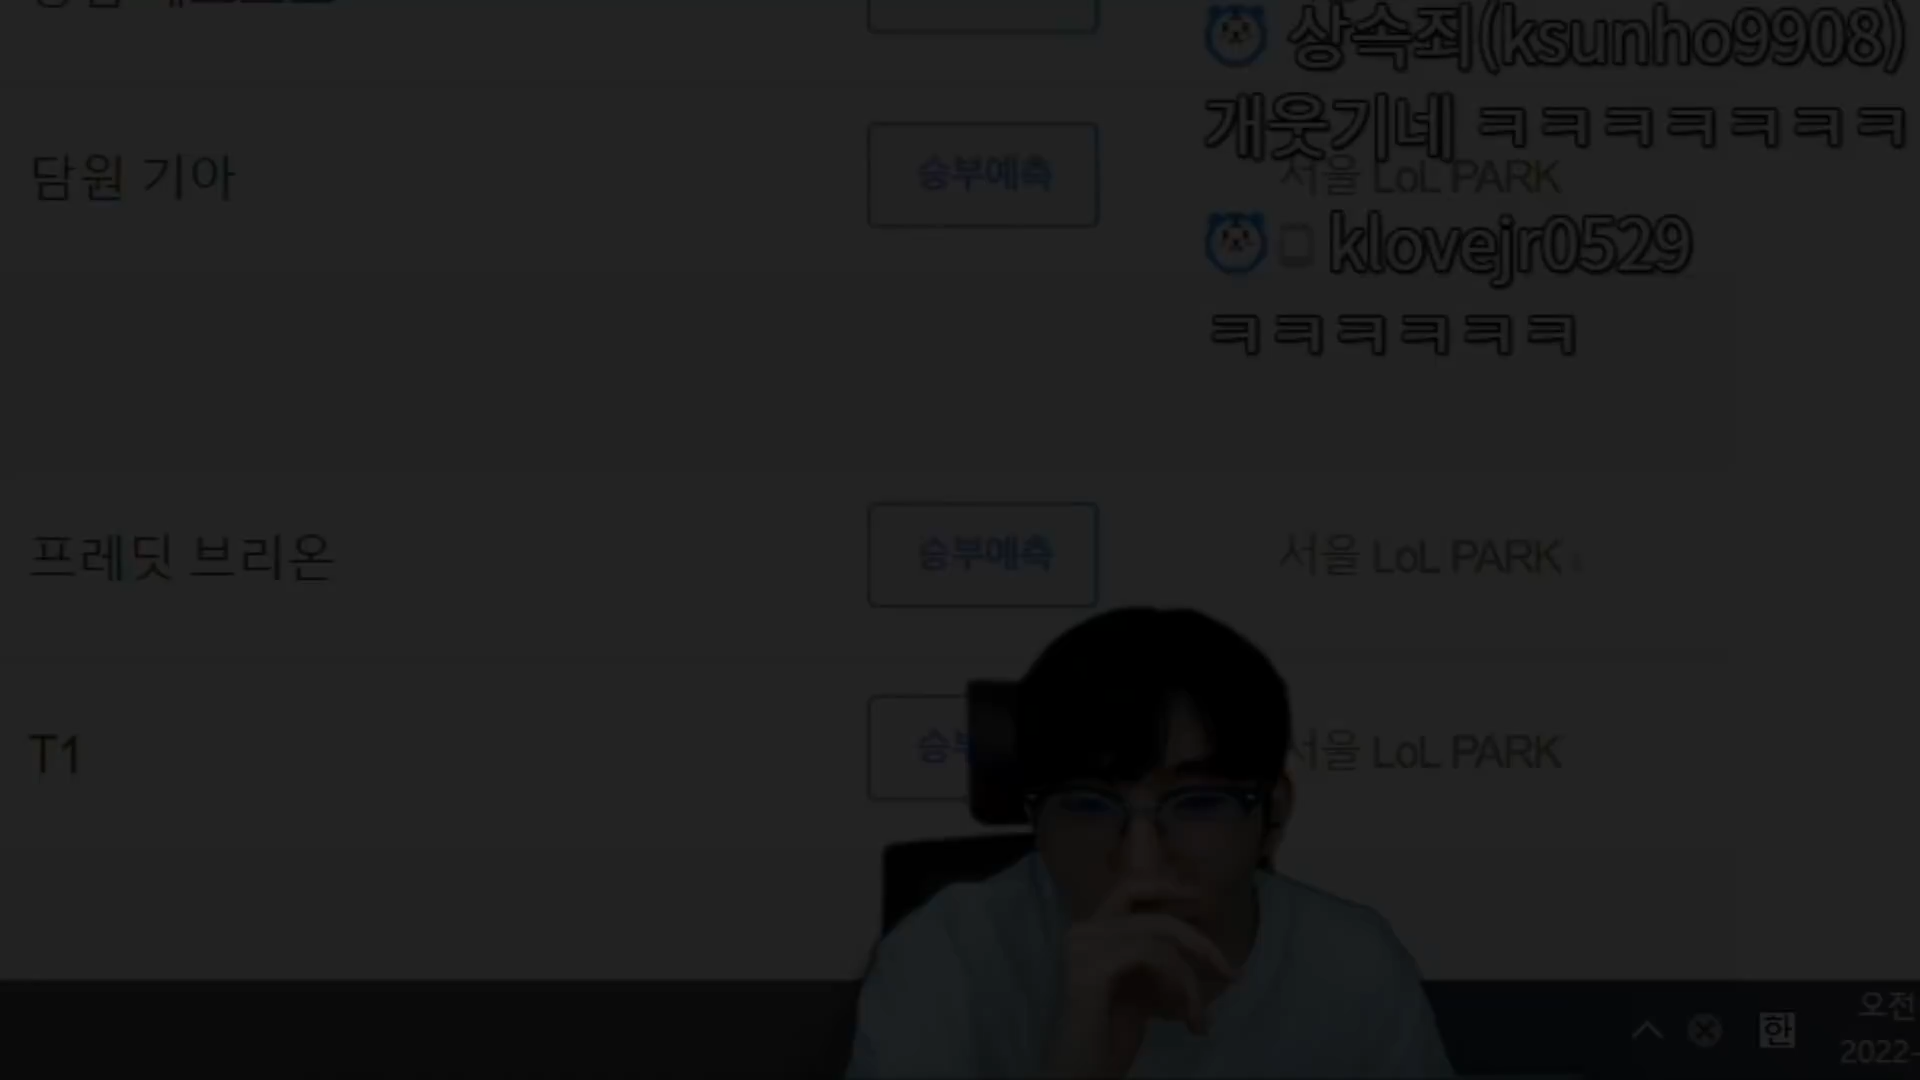 상속죄(ksunho9908)
개웃기네 ㅋㅋㅋㅋㅋㅋㅋ
담원 기아
승부예측
서울 LoL PARK
klovejr0529
ㅋㅋㅋㅋㅋㅋ
프레딧 브리온
승부예측
서울 LoL PARK
T1
승부
서울 LoL PARK
한
오전
2022-